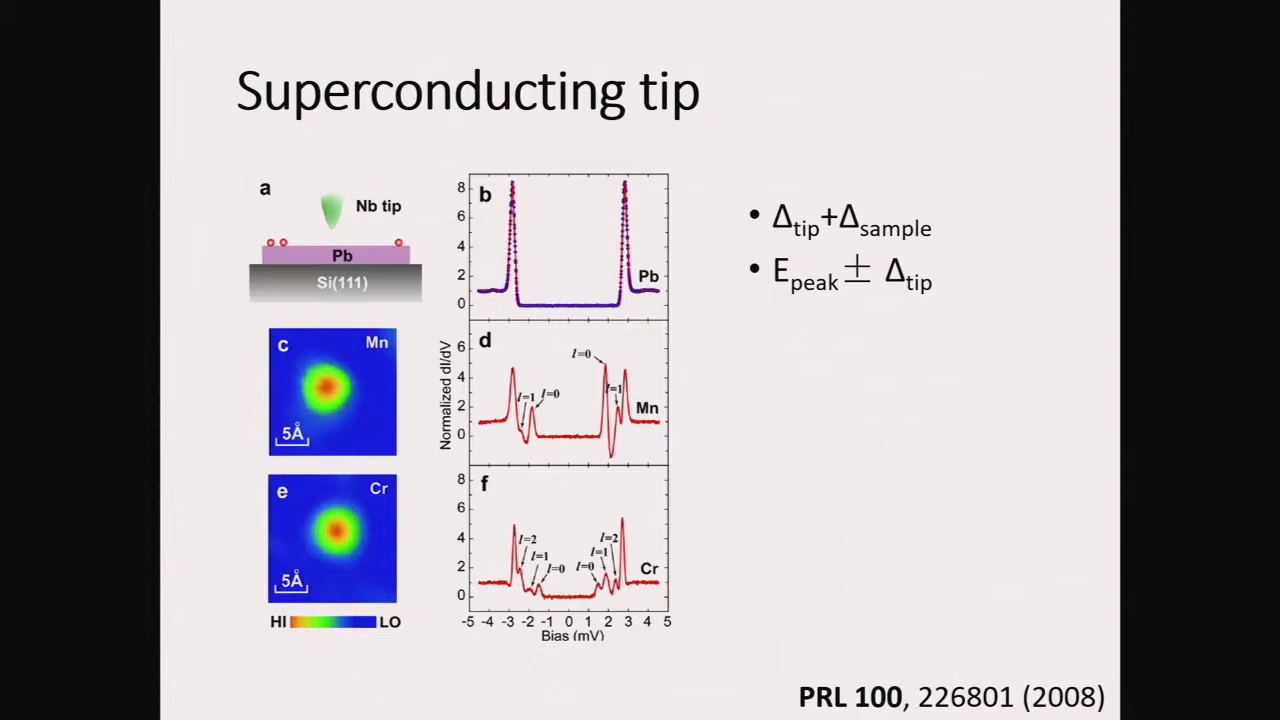 Superconducting tip
a
Nb tip
Pb
Si(111)
c
Mn
5Å
e
Cr
5Å
HI
LO
Normalized dI/dV
b
8
6
4
2
0
Pb
d
6
4
2
0
l=1
l=0
l=0
l=1
Mn
f
8
6
4
2
0
l=2
l=1
l=0
l=0
l=1
l=2
Cr
-5 -4 -3 -2 -1 0 1 2 3 4 5
Bias (mV)
• Δtip+Δsample
• Epeak± Δtip
PRL 100, 226801 (2008)